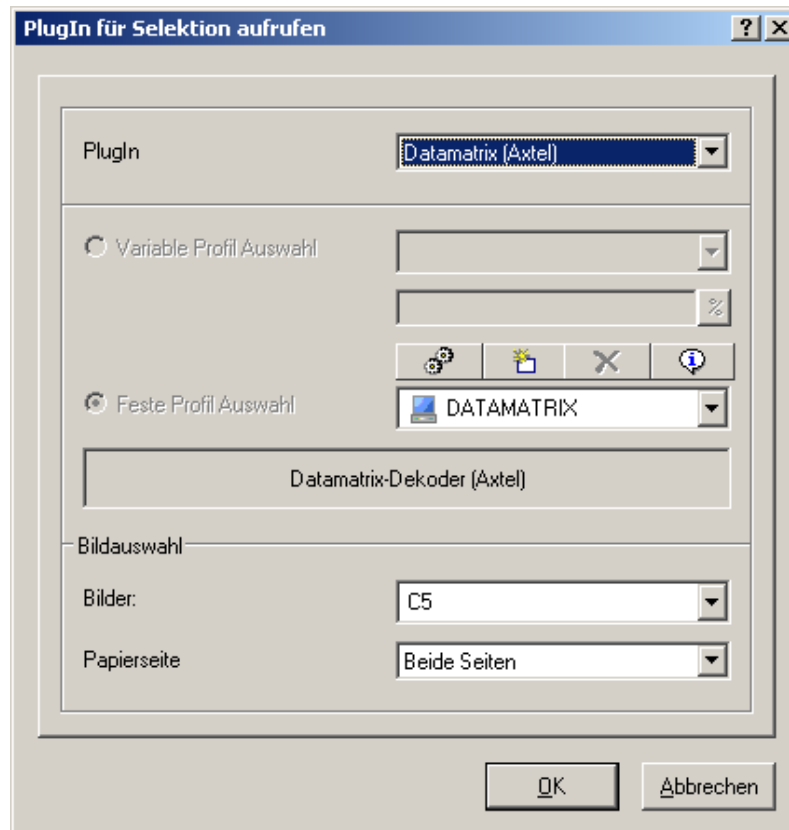 PlugIn für Selektion aufrufen
PlugIn
Datamatrix (Axtel)
Variable Profil Auswahl
%
Feste Profil Auswahl
DATAMATRIX
Datamatrix-Dekoder (Axtel)
Bildauswahl
Bilder:
C5
Papierseite
Beide Seiten
OK
Abbrechen